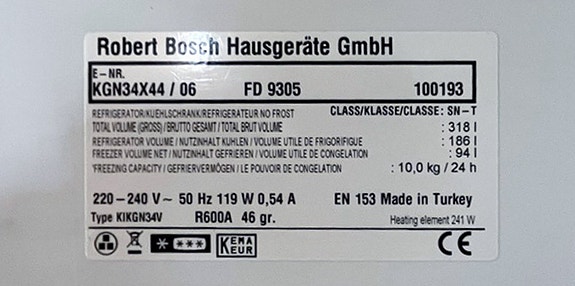 Robert Bosch Hausgeräte GmbH
E-NR.
KGN34X44 / 06 FD 9305 100193
REFRIGERATOR/KUEHLSCHRANK/REFRIGERATEUR NO FROST CLASS/KLASSE/CLASSE : SN-T
TOTAL VOLUME (GROSS) / BRUTTO GESAMT / TOTAL BRUT VOLUME : 318 l
REFRIGERATOR VOLUME / NUTZINHALT KUHLEN / VOLUME UTILE DE FRIGORIFIGUE : 186 l
FREEZER VOLUME NET / NUTZINHALT GEFRIEREN / VOLUME UTILE DE CONGELATION : 94 l
*FREEZING CAPACITY / GEFRIERVERMÖGEN / LE POUVOIR DE CONGELATION : 10,0 kg / 24 h
220-240 V ~ 50 Hz 119 W 0,54 A EN 153 Made in Turkey
Type KIKGN34V R600A 46 gr. Heating element 241 W
KEMA
EUR
CE